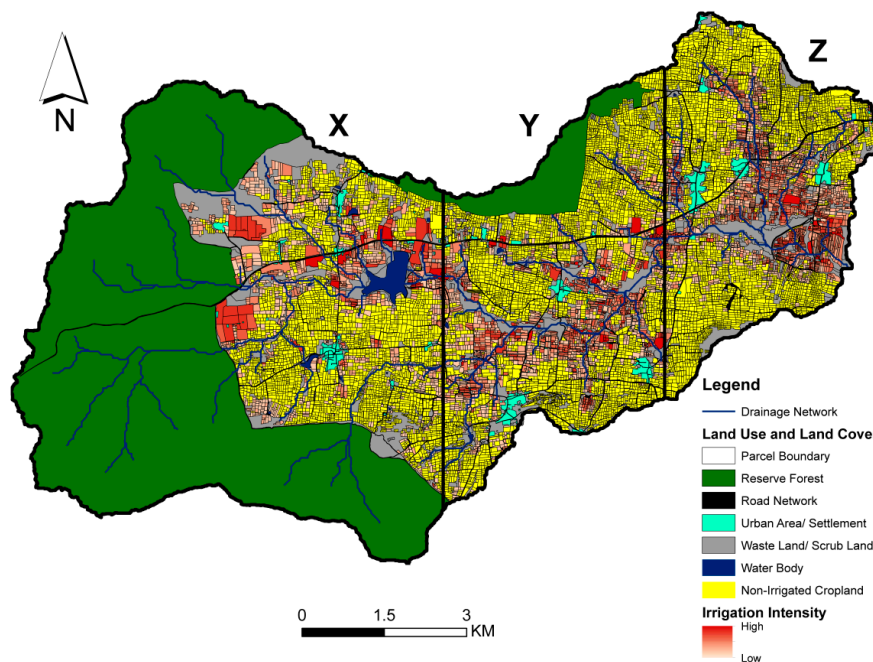 Z
X
Y
N
Legend
Drainage Network
Land Use and Land Cove
Parcel Boundary
Reserve Forest
Road Network
Urban Area/ Settlement
Waste Land/ Scrub Land
Water Body
Non-Irrigated Cropland
Irrigation Intensity
High
Low
0 1.5 3
KM